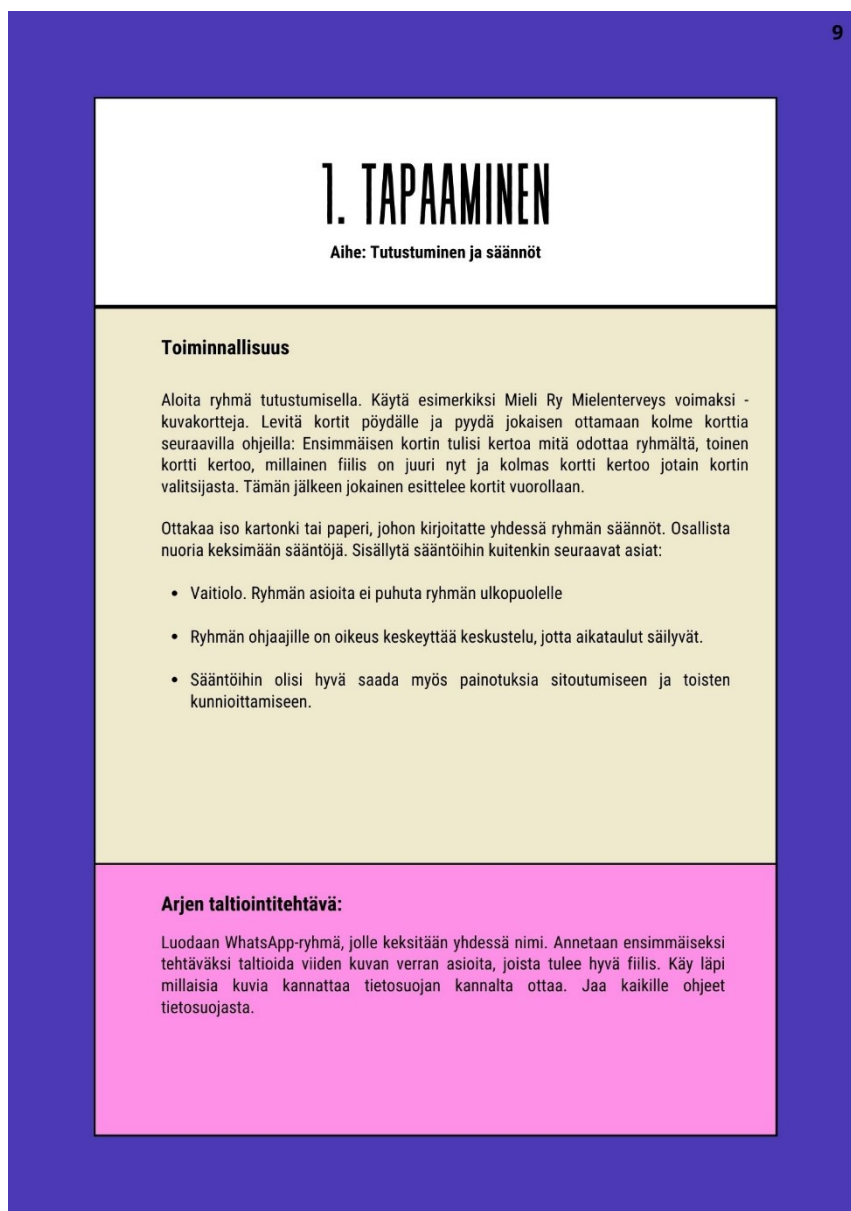 9
1. TAPAAMINEN
Aihe: Tutustuminen ja säännöt
Toiminnallisuus
Aloita ryhmä tutustumisella. Käytä esimerkiksi Mieli Ry Mielenterveys voimaksi -
kuvakortteja. Levitä kortit pöydälle ja pyydä jokaisen ottamaan kolme korttia
seuraavilla ohjeilla: Ensimmäisen kortin tulisi kertoa mitä odottaa ryhmältä, toinen
kortti kertoo, millainen fiilis on juuri nyt ja kolmas kortti kertoo jotain kortin
valitsijasta. Tämän jälkeen jokainen esittelee kortit vuorollaan.
Ottakaa iso kartonki tai paperi, johon kirjoitatte yhdessä ryhmän säännöt. Osallista
nuoria keksimään sääntöjä. Sisällytä sääntöihin kuitenkin seuraavat asiat:
• Vaitiolo. Ryhmän asioita ei puhuta ryhmän ulkopuolelle
• Ryhmän ohjaajille on oikeus keskeyttää keskustelu, jotta aikataulut säilyvät.
• Sääntöihin olisi hyvä saada myös painotuksia sitoutumiseen ja toisten
kunnioittamiseen.
Arjen taltiointitehtävä:
Luodaan WhatsApp-ryhmä, jolle keksitään yhdessä nimi. Annetaan ensimmäiseksi
tehtäväksi taltioida viiden kuvan verran asioita, joista tulee hyvä fiilis. Käy läpi
millaisia kuvia kannattaa tietosuojan kannalta ottaa. Jaa kaikille ohjeet
tietosuojasta.